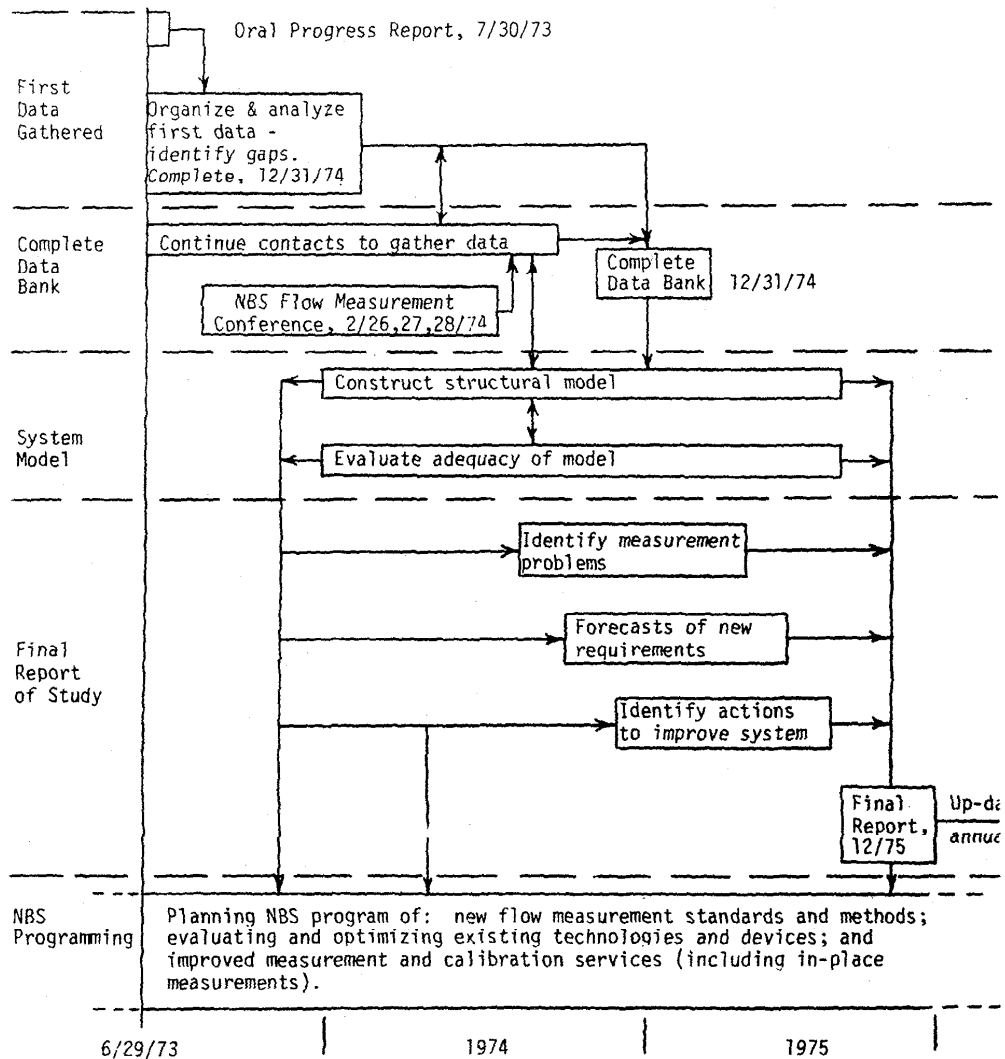 Oral Progress Report, 7/30/73
First
Data
Gathered
Organize & analyze
first data -
identify gaps.
Complete, 12/31/74
Complete
Data
Bank
Continue contacts to gather data
Complete
Data Bank
12/31/74
NBS Flow Measurement
Conference, 2/26,27,28/74
System
Model
Construct structural model
Evaluate adequacy of model
Final
Report
of Study
Identify measurement
problems
Forecasts of new
requirements
Identify actions
to improve system
Final
Report,
12/75
NBS
Programming
Planning NBS program of: new flow measurement standards and methods;
evaluating and optimizing existing technologies and devices; and
improved measurement and calibration services (including in-place
measurements).
6/29/73
1974
1975